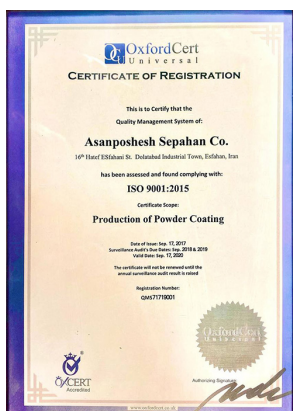 OxfordCert
Universal
CERTIFICATE OF REGISTRATION
This is to Certify that the
Quality Management System of:
Asanposhesh Sepahan Co.
16th Hatef ESfahani St. Dolatabad Industrial Town, Esfahan, Iran
has been assessed and found complying with:
ISO 9001:2015
Certificate Scope:
Production of Powder Coating
Date of Issue: Sep. 17, 2017
Surveillance Audit's Due Dates: Sep. 2018 & 2019
Valid Date: Sep. 17, 2020
The certificate will not be renewed until the
annual surveillance audit result is raised
Registration Number:
QMS71719001
OxfordCert
Universal
Accredited
Authorizing Signature